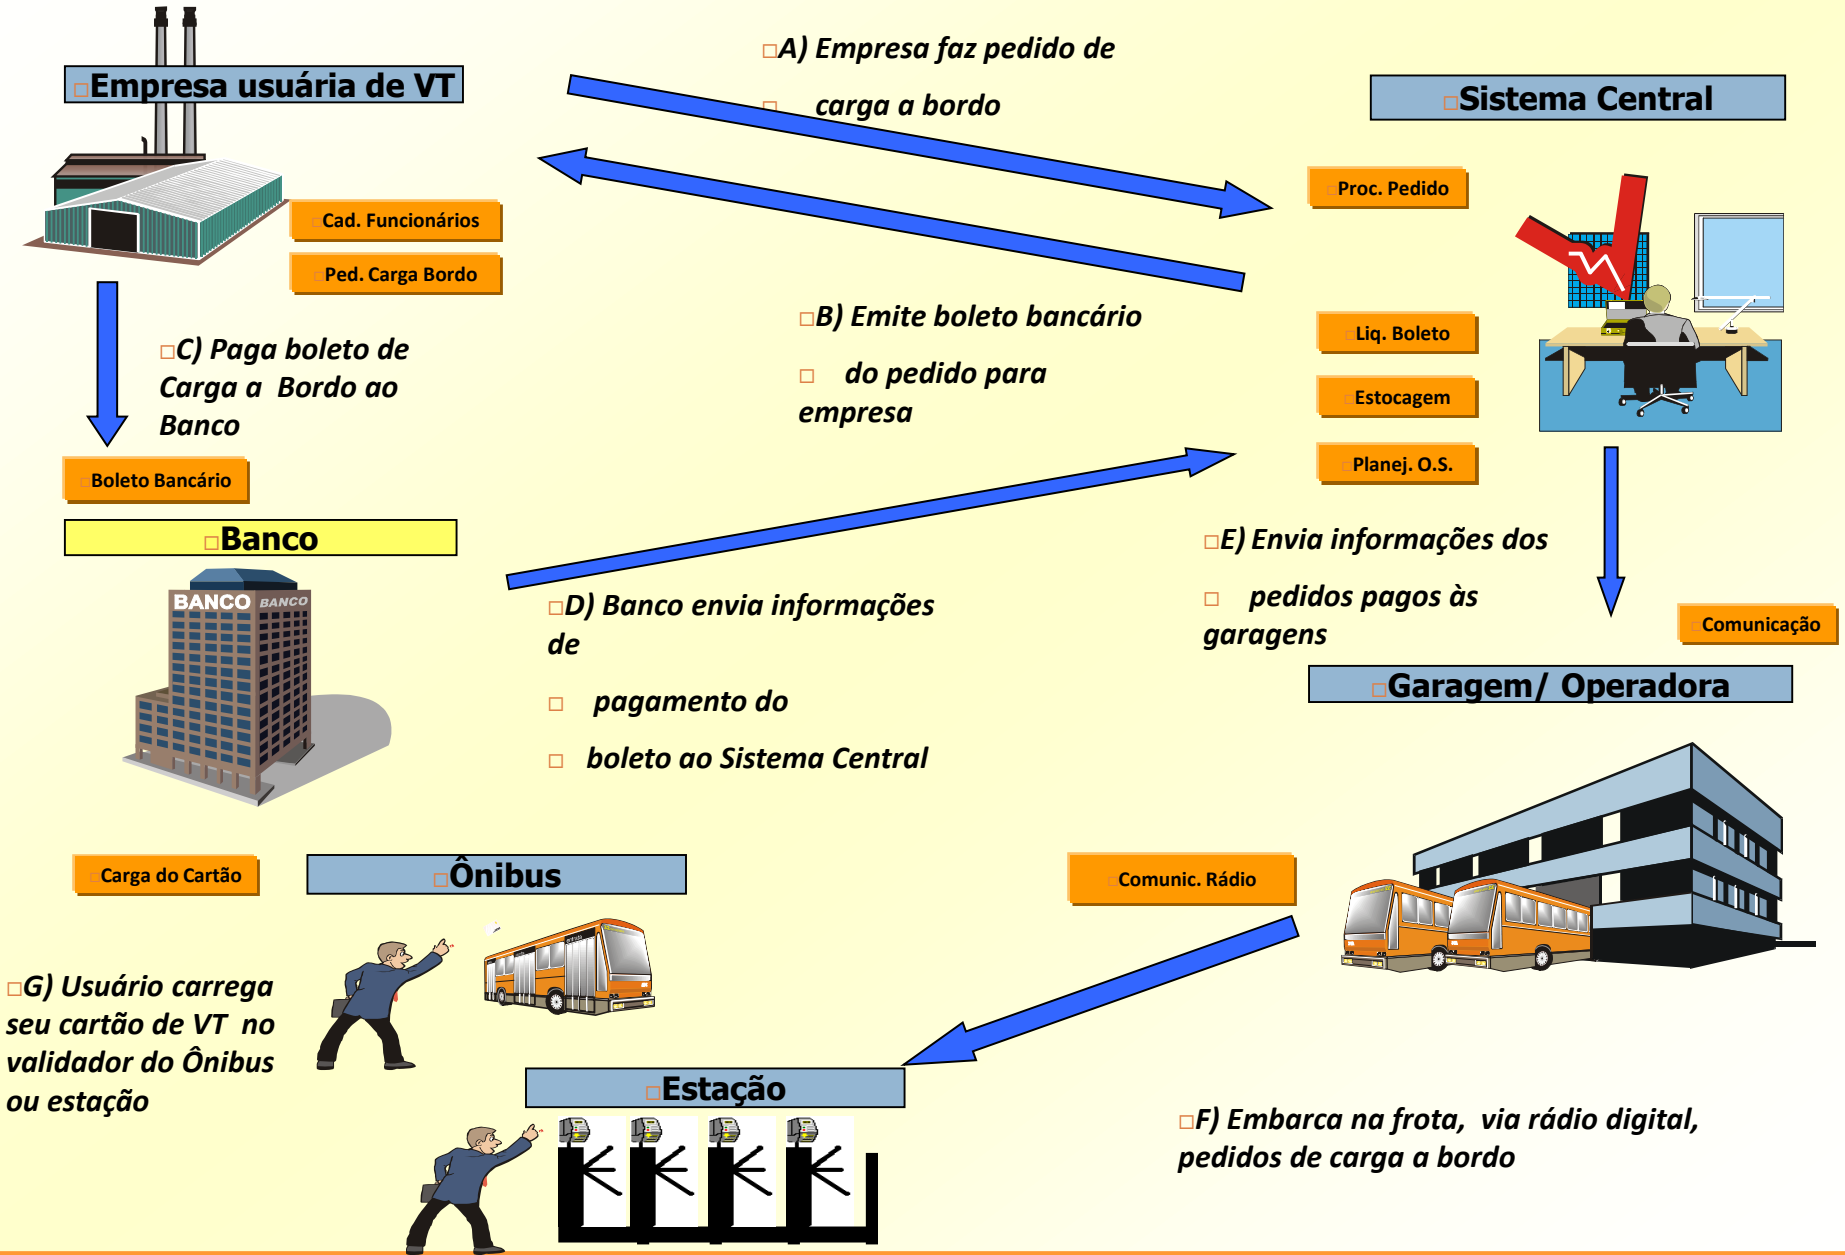 Empresa usuária de VT
A) Empresa faz pedido de
carga a bordo
Sistema Central
Proc. Pedido
Cad. Funcionários
Ped. Carga Bordo
B) Emite boleto bancário
do pedido para
empresa
Liq. Boleto
Estocagem
Planej. O.S.
C) Paga boleto de
Carga a Bordo ao
Banco
Boleto Bancário
Banco
BANCO BANCO
D) Banco envia informações
de
pagamento do
boleto ao Sistema Central
E) Envia informações dos
pedidos pagos às
garagens
Comunicação
Garagem/ Operadora
Carga do Cartão
Ônibus
Comunic. Rádio
G) Usuário carrega
seu cartão de VT no
validador do Ônibus
ou estação
Estação
F) Embarca na frota, via rádio digital,
pedidos de carga a bordo